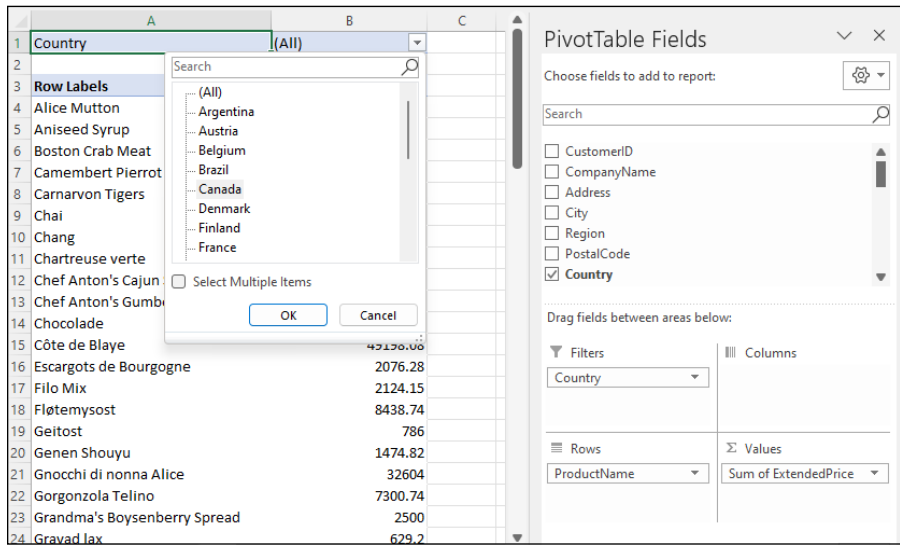 A B C
1 Country (All)
2
3 Row Labels
4 Alice Mutton
5 Aniseed Syrup
6 Boston Crab Meat
7 Camembert Pierrot
8 Carnarvon Tigers
9 Chai
10 Chang
11 Chartreuse verte
12 Chef Anton's Cajun
13 Chef Anton's Gumb
14 Chocolade
15 Côte de Blaye 49198.08
16 Escargots de Bourgogne 2076.28
17 Filo Mix 2124.15
18 Fløtemysost 8438.74
19 Geitost 786
20 Genen Shouyu 1474.82
21 Gnocchi di nonna Alice 32604
22 Gorgonzola Telino 7300.74
23 Grandma's Boysenberry Spread 2500
24 Gravad lax 629.2
Search
(All)
Argentina
Austria
Belgium
Brazil
Canada
Denmark
Finland
France
Select Multiple Items
OK Cancel
PivotTable Fields
Choose fields to add to report:
Search
CustomerID
CompanyName
Address
City
Region
PostalCode
Country
Drag fields between areas below:
Filters
Country
Columns
Rows
ProductName
Σ Values
Sum of ExtendedPrice